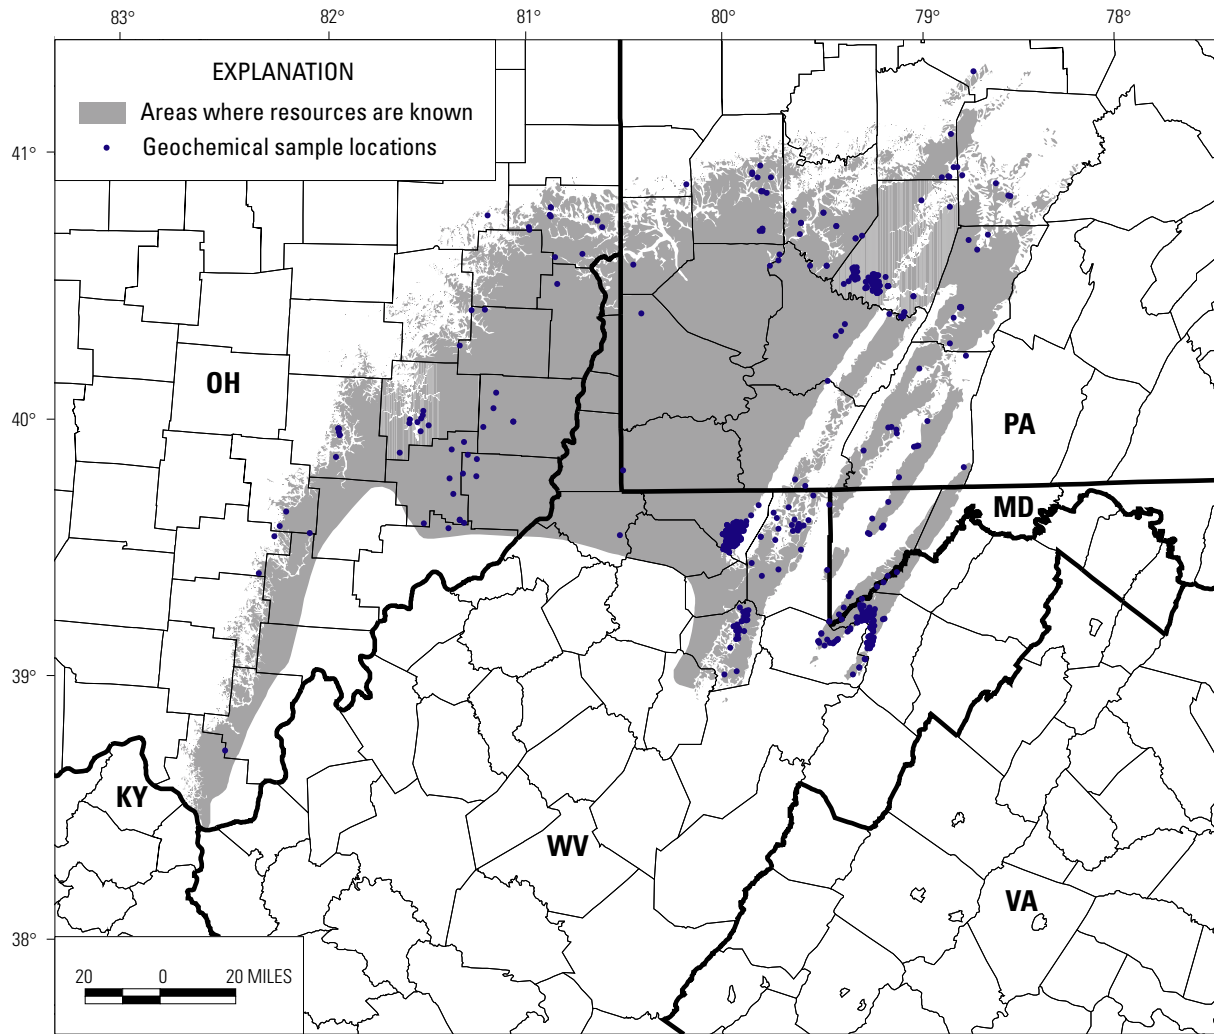 83° 82° 81° 80° 79° 78°
EXPLANATION
Areas where resources are known
Geochemical sample locations
41°
OH
40°
PA
MD
39°
KY
WV
VA
38°
20 0 20 MILES